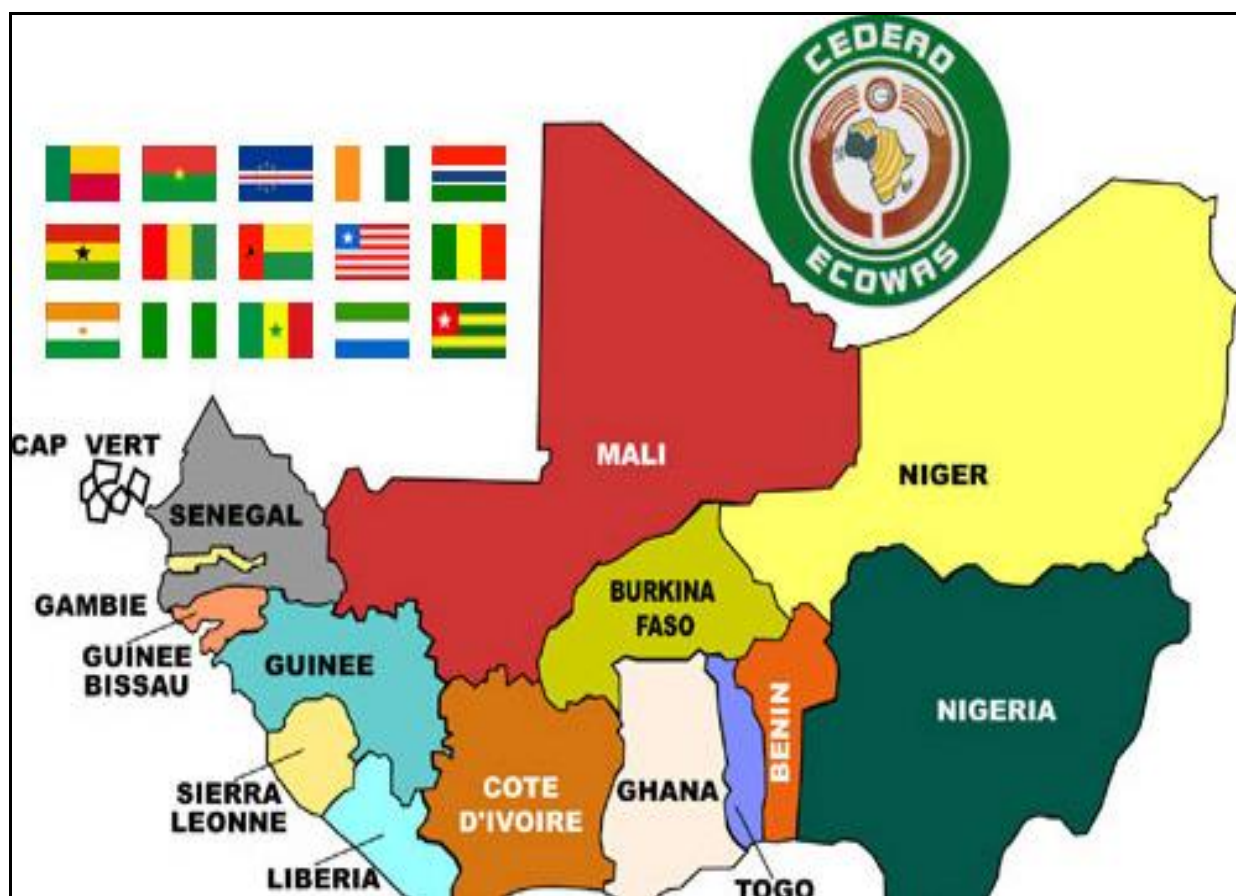 CEDEAO
ECOWAS
CAP VERT
MALI
NIGER
SENEGAL
BURKINA
FASO
GAMBIE
GUINEE
BISSAU
GUINEE
NIGERIA
BENIN
SIERRA
LEONNE
COTE
D'IVOIRE
GHANA
LIBERIA
TOGO